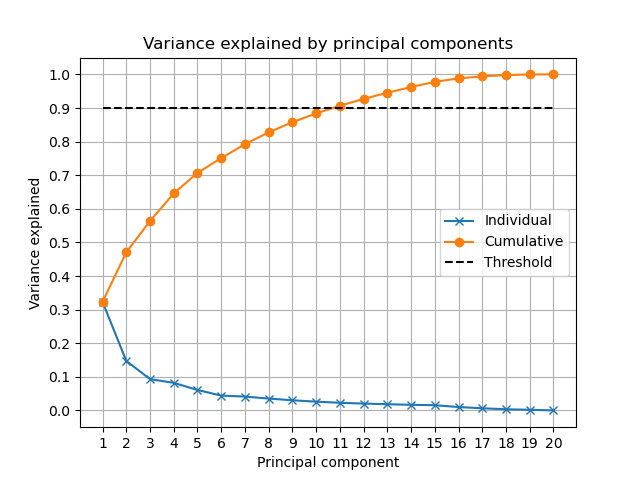 Variance explained by principal components
Variance explained
1.0
0.9
0.8
0.7
0.6
0.5
0.4
0.3
0.2
0.1
0.0
Individual
Cumulative
Threshold
1 2 3 4 5 6 7 8 9 10 11 12 13 14 15 16 17 18 19 20
Principal component